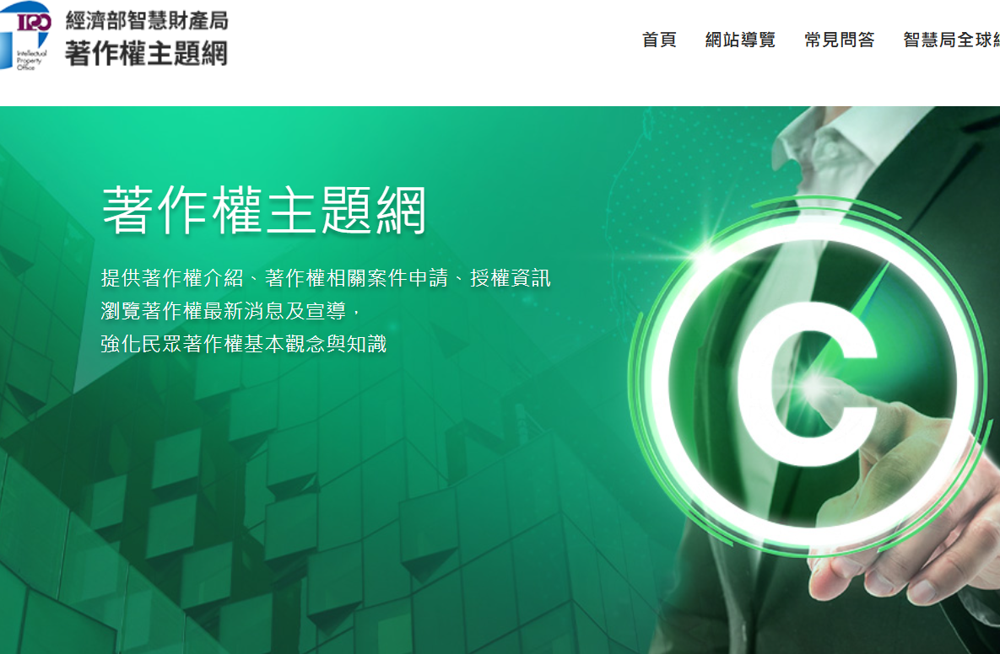 TIPO
經濟部智慧財產局
Intellectual
Property
Office
著作權主題網
首頁 網站導覽 常見問答 智慧局全球
著作權主題網
提供著作權介紹、著作權相關案件申請、授權資訊
瀏覽著作權最新消息及宣導，
強化民眾著作權基本觀念與知識
C